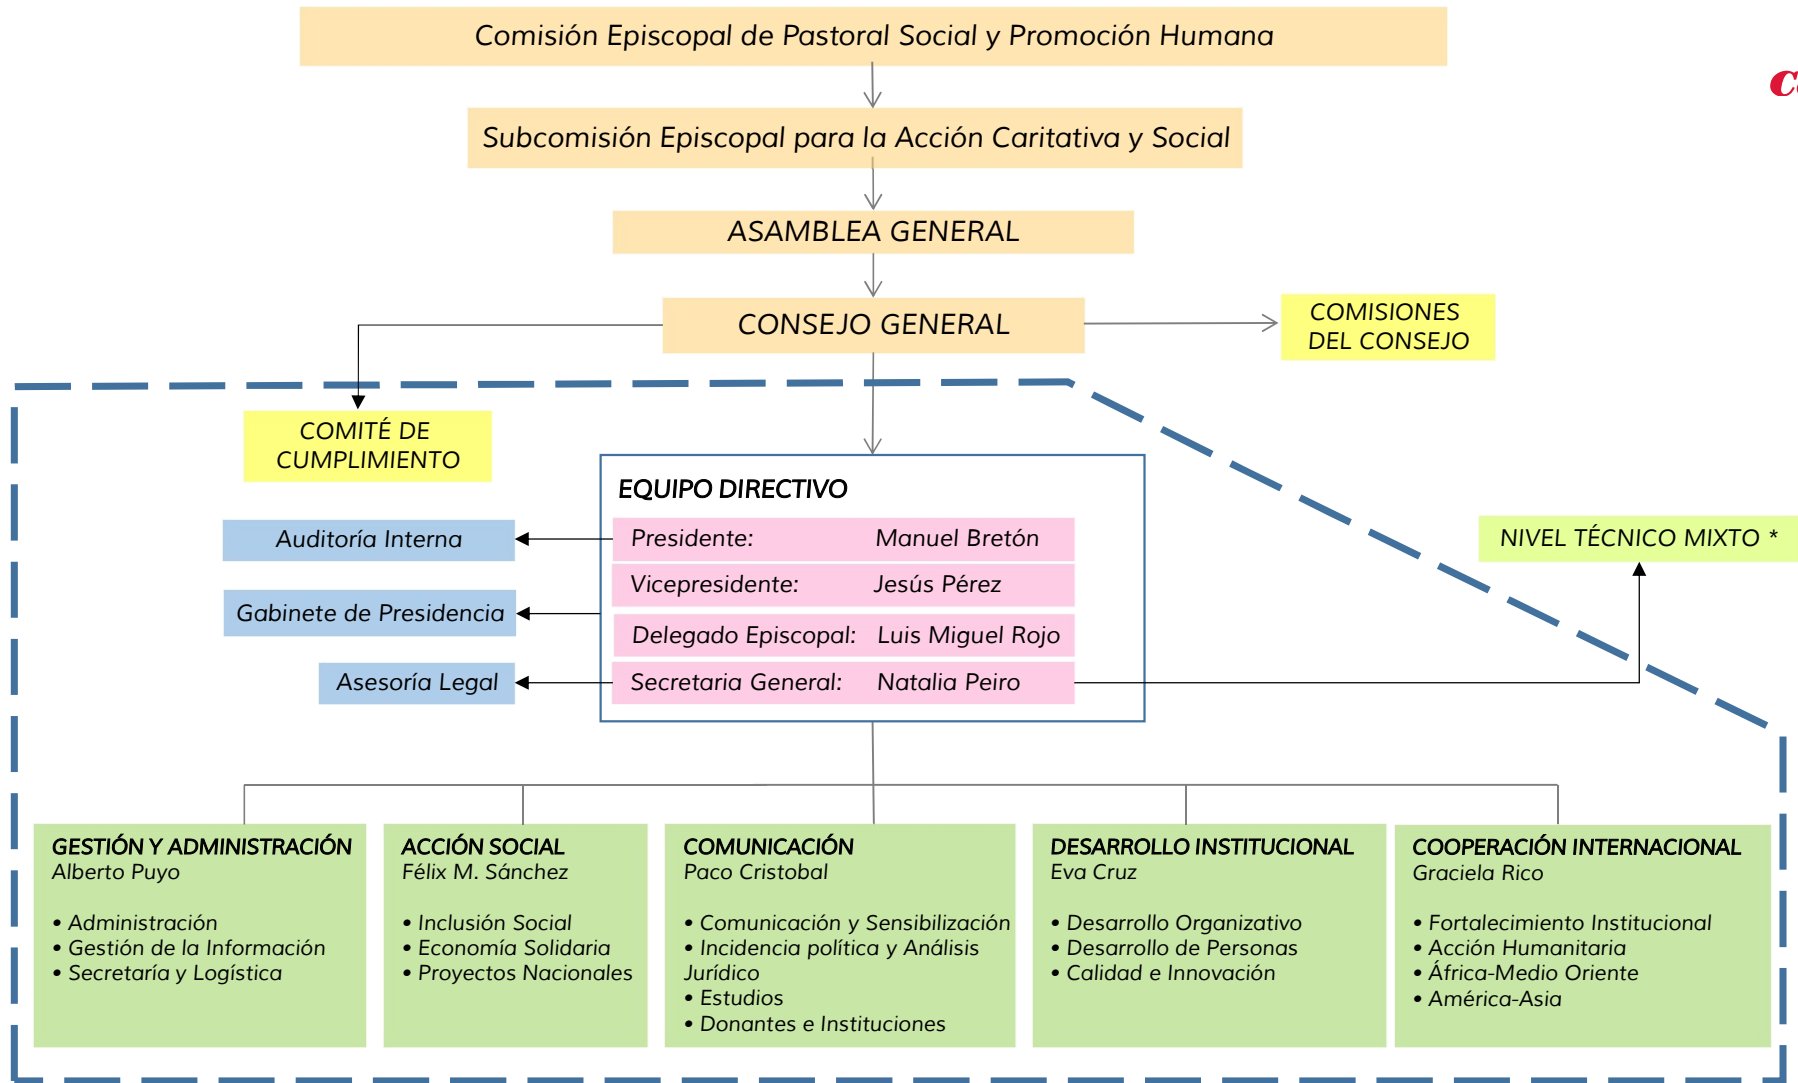 Comisión Episcopal de Pastoral Social y Promoción Humana
Subcomisión Episcopal para la Acción Caritativa y Social
ASAMBLEA GENERAL
CONSEJO GENERAL
COMISIONES
DEL CONSEJO
COMITÉ DE
CUMPLIMIENTO
EQUIPO DIRECTIVO
Auditoría Interna
Presidente: Manuel Bretón
NIVEL TÉCNICO MIXTO *
Vicepresidente: Jesús Pérez
Gabinete de Presidencia
Delegado Episcopal: Luis Miguel Rojo
Asesoría Legal
Secretaria General: Natalia Peiro
GESTIÓN Y ADMINISTRACIÓN
Alberto Puyo
• Administración
• Gestión de la Información
• Secretaría y Logística
ACCIÓN SOCIAL
Félix M. Sánchez
• Inclusión Social
• Economía Solidaria
• Proyectos Nacionales
COMUNICACIÓN
Paco Cristobal
• Comunicación y Sensibilización
• Incidencia política y Análisis
Jurídico
• Estudios
• Donantes e Instituciones
DESARROLLO INSTITUCIONAL
Eva Cruz
• Desarrollo Organizativo
• Desarrollo de Personas
• Calidad e Innovación
COOPERACIÓN INTERNACIONAL
Graciela Rico
• Fortalecimiento Institucional
• Acción Humanitaria
• África-Medio Oriente
• América-Asia